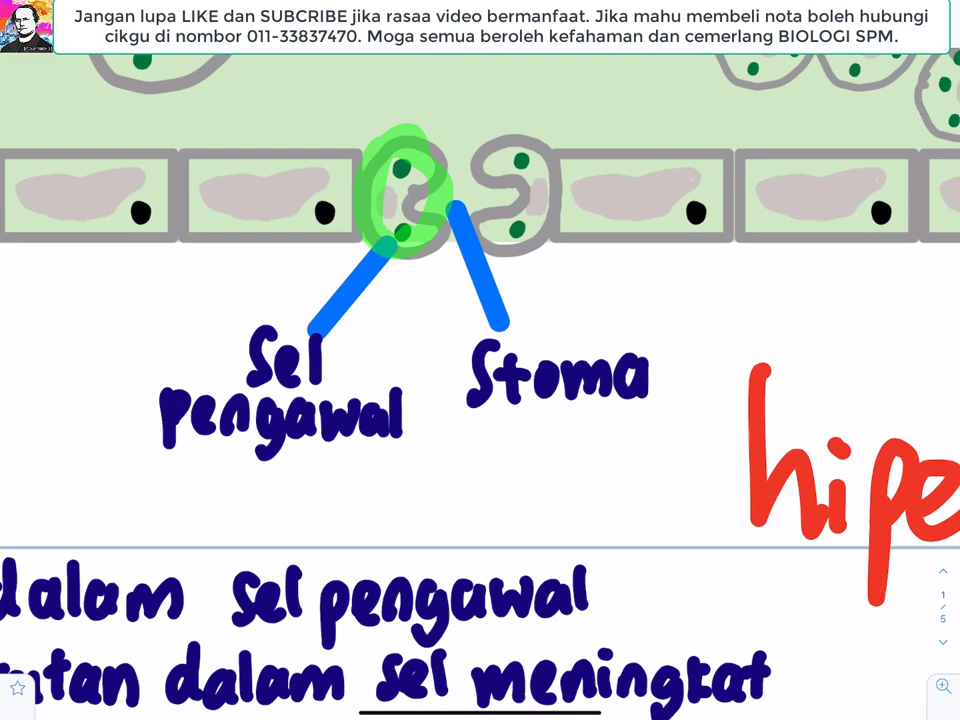 Jangan lupa LIKE dan SUBCRIBE jika rasaa video bermanfaat. Jika mahu membeli nota boleh hubungi
cikgu di nombor 011-33837470. Moga semua beroleh kefahaman dan cemerlang BIOLOGI SPM.
Sel
pengawal
Stoma
hipe
dalam sel pengawal
dalam sel meningkat
1
/
5